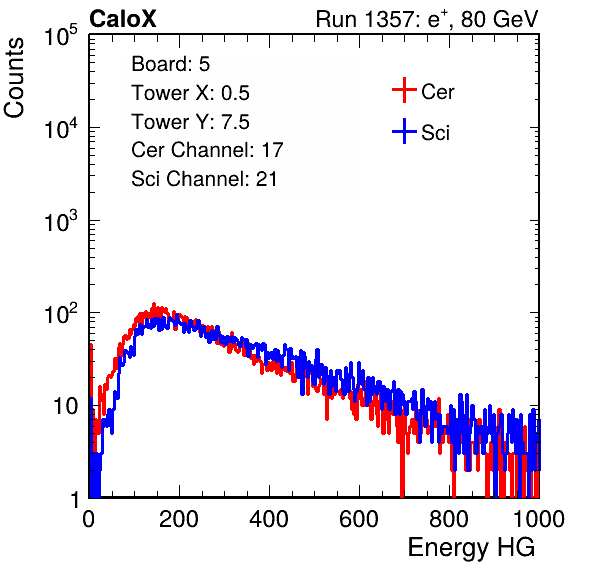 CaloX Run 1357: e⁺, 80 GeV
Counts
Board: 5
Tower X: 0.5
Tower Y: 7.5
Cer Channel: 17
Sci Channel: 21
Cer
Sci
10⁵
10⁴
10³
10²
10
1
0 200 400 600 800 1000
Energy HG